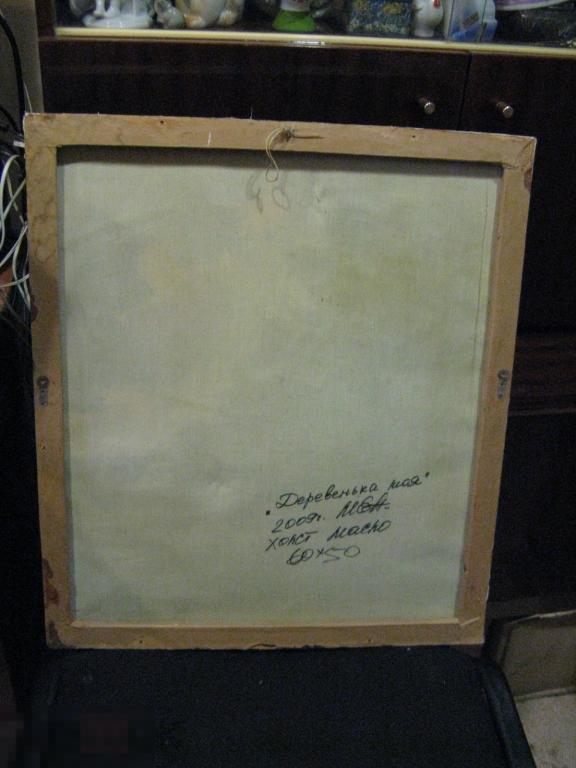 "Деревенька моя"
2009г.
холст масло
60×50